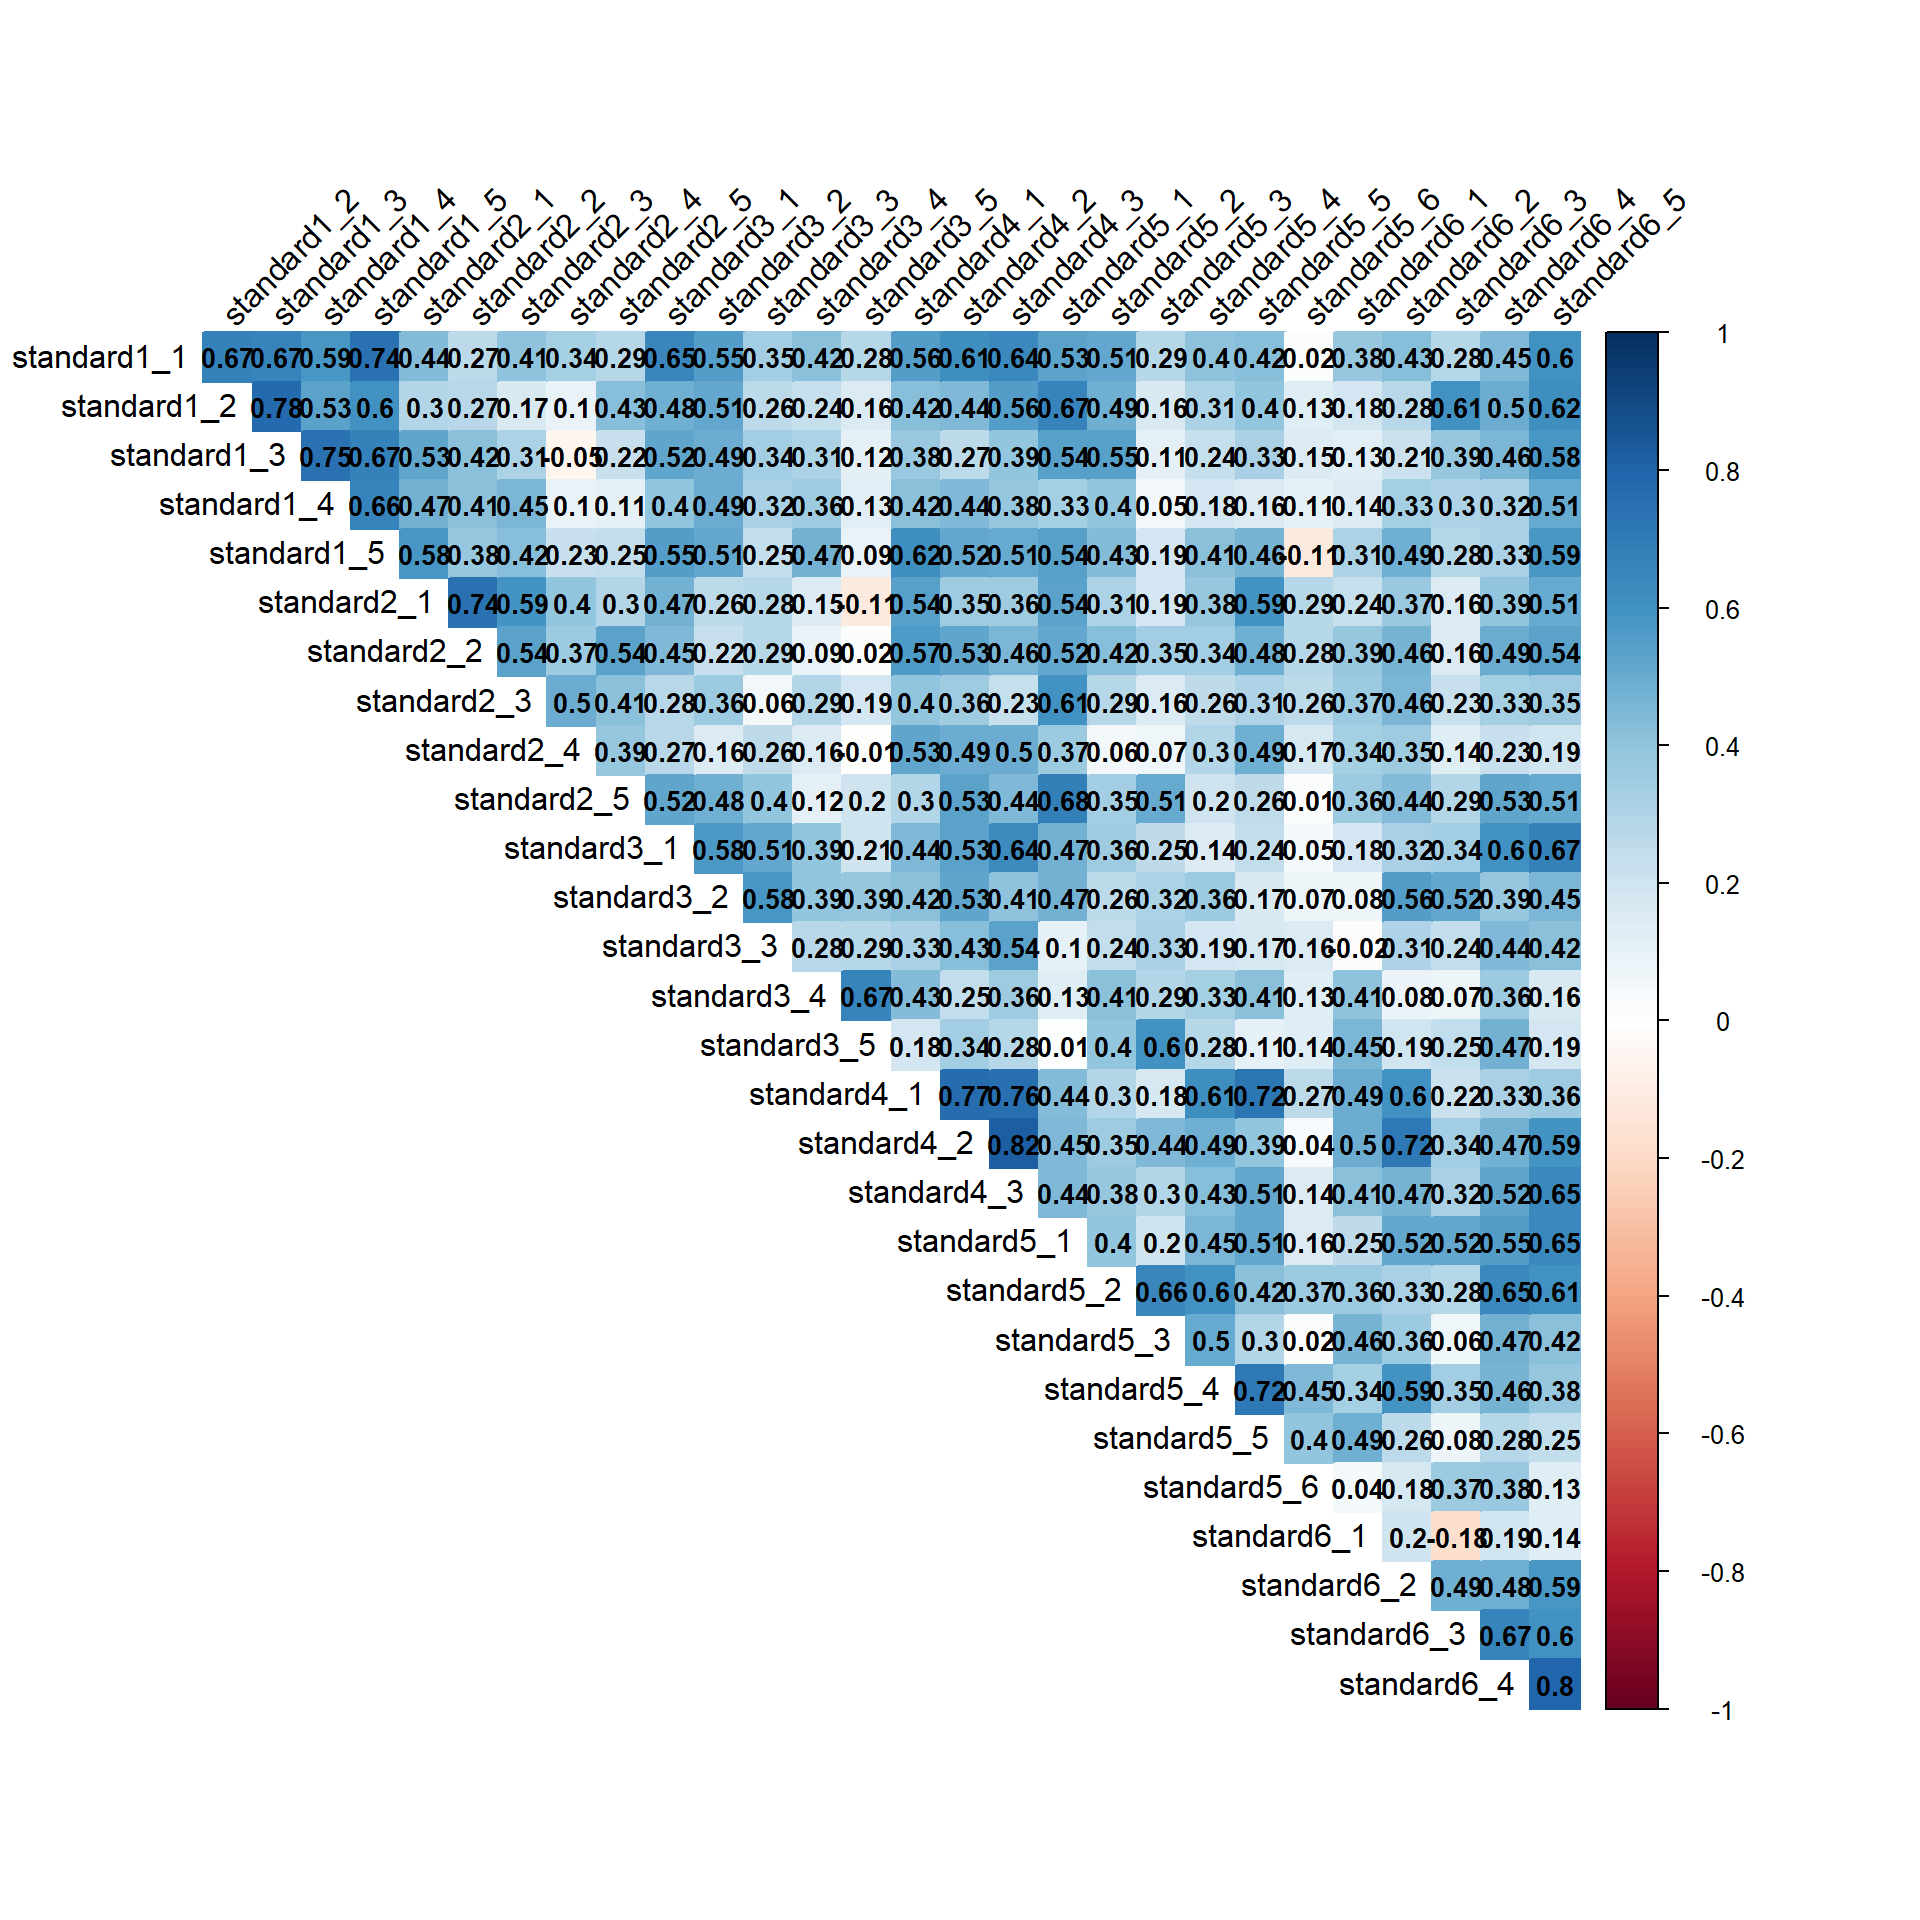 standard1_2
standard1_3
standard1_4
standard1_5
standard2_1
standard2_2
standard2_3
standard2_4
standard2_5
standard3_1
standard3_2
standard3_3
standard3_4
standard3_5
standard4_1
standard4_2
standard4_3
standard5_1
standard5_2
standard5_3
standard5_4
standard5_5
standard5_6
standard6_1
standard6_2
standard6_3
standard6_4
standard6_5
standard1_1 0.67 0.67 0.59 0.74 0.44 0.27 0.41 0.34 0.29 0.65 0.55 0.35 0.42 0.28 0.56 0.61 0.64 0.53 0.51 0.29 0.4 0.42 0.02 0.38 0.43 0.28 0.45 0.6
standard1_2 0.78 0.53 0.6 0.3 0.27 0.17 0.1 0.43 0.48 0.51 0.26 0.24 0.16 0.42 0.44 0.56 0.67 0.49 0.16 0.31 0.4 0.13 0.18 0.28 0.61 0.5 0.62
standard1_3 0.75 0.67 0.53 0.42 0.31 -0.05 0.22 0.52 0.49 0.34 0.31 0.12 0.38 0.27 0.39 0.54 0.55 0.11 0.24 0.33 0.15 0.13 0.21 0.39 0.46 0.58
standard1_4 0.66 0.47 0.41 0.45 0.1 0.11 0.4 0.49 0.32 0.36 0.13 0.42 0.44 0.38 0.33 0.4 0.05 0.18 0.16 0.11 0.14 0.33 0.3 0.32 0.51
standard1_5 0.58 0.38 0.42 0.23 0.25 0.55 0.51 0.25 0.47 0.09 0.62 0.52 0.51 0.54 0.43 0.19 0.41 0.46 -0.11 0.31 0.49 0.28 0.33 0.59
standard2_1 0.74 0.59 0.4 0.3 0.47 0.26 0.28 0.15 -0.11 0.54 0.35 0.36 0.54 0.31 0.19 0.38 0.59 0.29 0.24 0.37 0.16 0.39 0.51
standard2_2 0.54 0.37 0.54 0.45 0.22 0.29 0.09 0.02 0.57 0.53 0.46 0.52 0.42 0.35 0.34 0.48 0.28 0.39 0.46 0.16 0.49 0.54
standard2_3 0.5 0.41 0.28 0.36 0.06 0.29 0.19 0.4 0.36 0.23 0.61 0.29 0.16 0.26 0.31 0.26 0.37 0.46 0.23 0.33 0.35
standard2_4 0.39 0.27 0.16 0.26 0.16 -0.01 0.53 0.49 0.5 0.37 0.06 0.07 0.3 0.49 0.17 0.34 0.35 0.14 0.23 0.19
standard2_5 0.52 0.48 0.4 0.12 0.2 0.3 0.53 0.44 0.68 0.35 0.51 0.2 0.26 0.01 0.36 0.44 0.29 0.53 0.51
standard3_1 0.58 0.51 0.39 0.21 0.44 0.53 0.64 0.47 0.36 0.25 0.14 0.24 0.05 0.18 0.32 0.34 0.6 0.67
standard3_2 0.58 0.39 0.39 0.42 0.53 0.41 0.47 0.26 0.32 0.36 0.17 0.07 0.08 0.56 0.52 0.39 0.45
standard3_3 0.28 0.29 0.33 0.43 0.54 0.1 0.24 0.33 0.19 0.17 0.16 -0.02 0.31 0.24 0.44 0.42
standard3_4 0.67 0.43 0.25 0.36 0.13 0.41 0.29 0.33 0.41 0.13 0.41 0.08 0.07 0.36 0.16
standard3_5 0.18 0.34 0.28 0.01 0.4 0.6 0.28 0.11 0.14 0.45 0.19 0.25 0.47 0.19
standard4_1 0.77 0.76 0.44 0.3 0.18 0.61 0.72 0.27 0.49 0.6 0.22 0.33 0.36
standard4_2 0.82 0.45 0.35 0.44 0.49 0.39 0.04 0.5 0.72 0.34 0.47 0.59
standard4_3 0.44 0.38 0.3 0.43 0.51 0.14 0.41 0.47 0.32 0.52 0.65
standard5_1 0.4 0.2 0.45 0.51 0.16 0.25 0.52 0.52 0.55 0.65
standard5_2 0.66 0.6 0.42 0.37 0.36 0.33 0.28 0.65 0.61
standard5_3 0.5 0.3 0.02 0.46 0.36 0.06 0.47 0.42
standard5_4 0.72 0.45 0.34 0.59 0.35 0.46 0.38
standard5_5 0.4 0.49 0.26 0.08 0.28 0.25
standard5_6 0.04 0.18 0.37 0.38 0.13
standard6_1 0.2 -0.18 0.19 0.14
standard6_2 0.49 0.48 0.59
standard6_3 0.67 0.6
standard6_4 0.8
1
0.8
0.6
0.4
0.2
0
-0.2
-0.4
-0.6
-0.8
-1